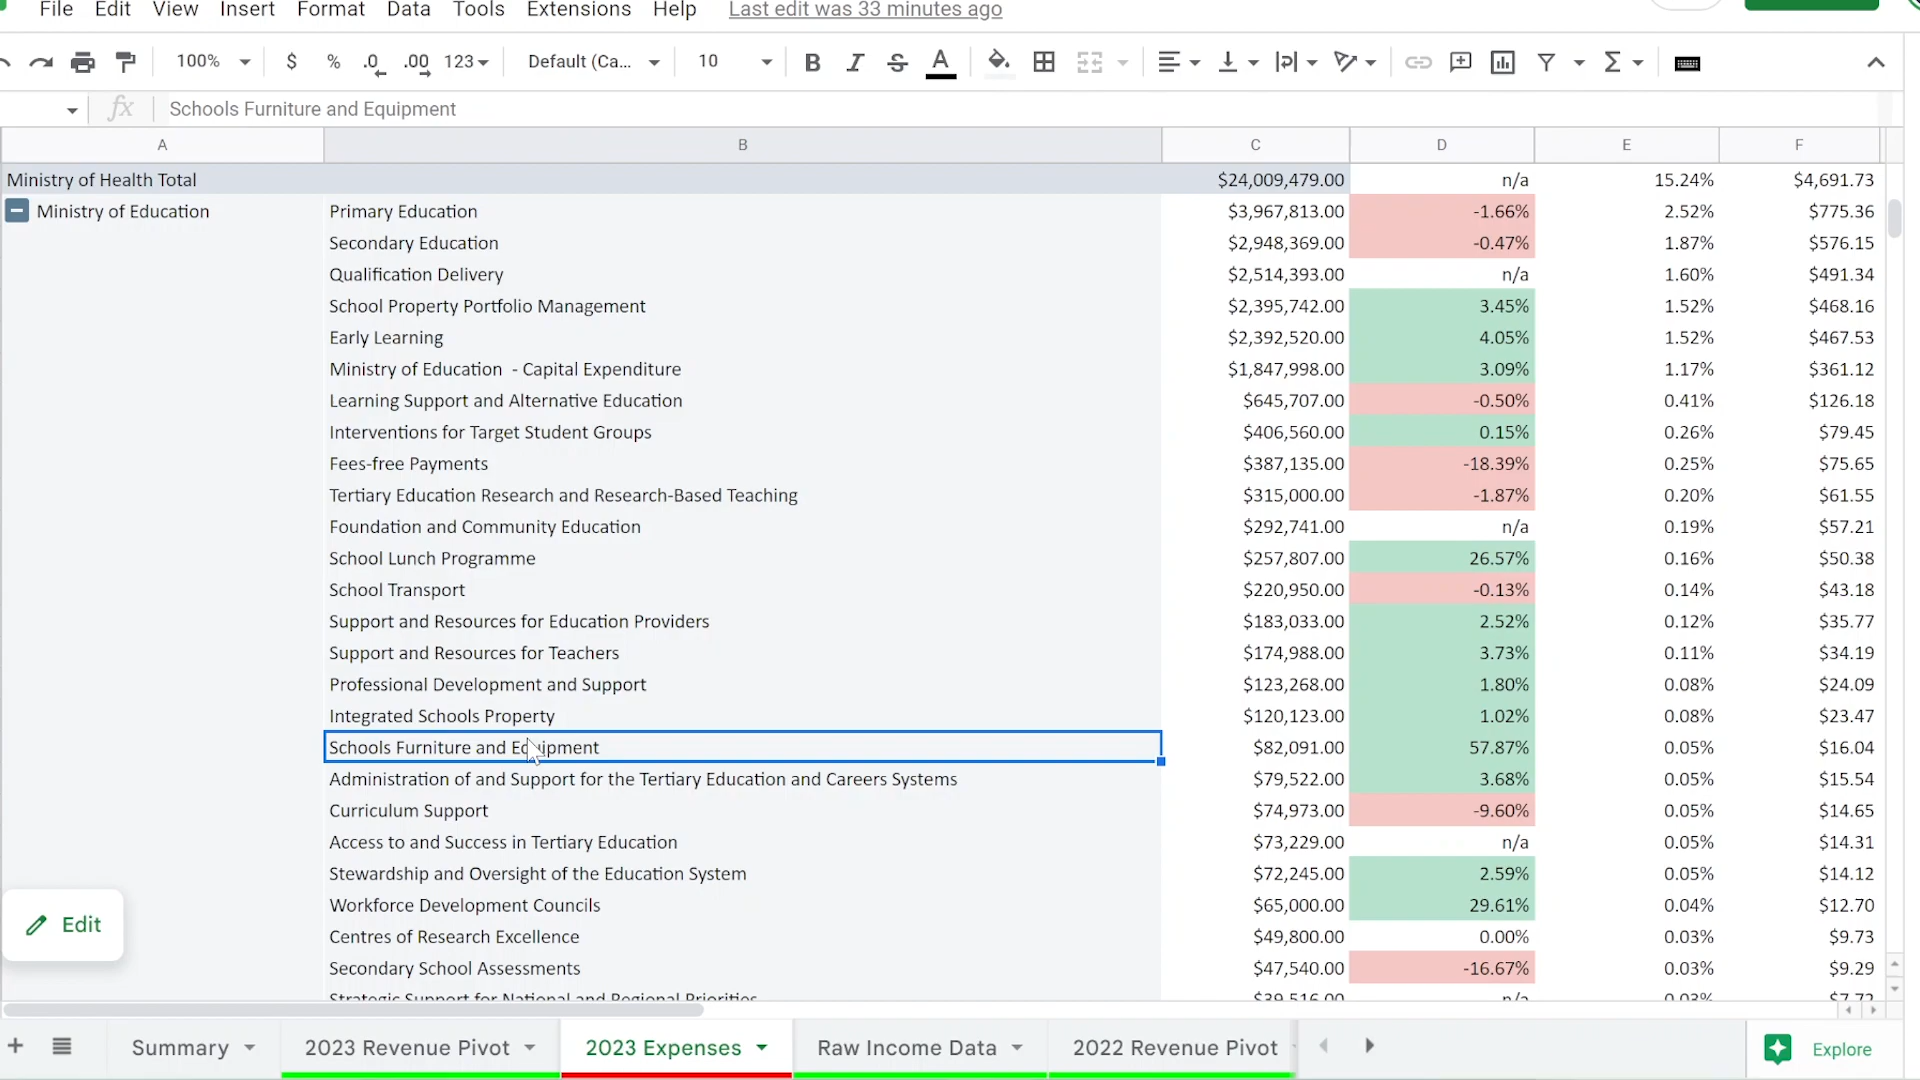 File Edit View Insert Format Data Tools Extensions Help Last edit was 33 minutes ago
100% $ % .0 .00 123 Default (Ca... 10 B I S A
fx Schools Furniture and Equipment
A B C D E F
Ministry of Health Total $24,009,479.00 n/a 15.24% $4,691.73
Ministry of Education Primary Education $3,967,813.00 -1.66% 2.52% $775.36
Secondary Education $2,948,369.00 -0.47% 1.87% $576.15
Qualification Delivery $2,514,393.00 n/a 1.60% $491.34
School Property Portfolio Management $2,395,742.00 3.45% 1.52% $468.16
Early Learning $2,392,520.00 4.05% 1.52% $467.53
Ministry of Education - Capital Expenditure $1,847,998.00 3.09% 1.17% $361.12
Learning Support and Alternative Education $645,707.00 -0.50% 0.41% $126.18
Interventions for Target Student Groups $406,560.00 0.15% 0.26% $79.45
Fees-free Payments $387,135.00 -18.39% 0.25% $75.65
Tertiary Education Research and Research-Based Teaching $315,000.00 -1.87% 0.20% $61.55
Foundation and Community Education $292,741.00 n/a 0.19% $57.21
School Lunch Programme $257,807.00 26.57% 0.16% $50.38
School Transport $220,950.00 -0.13% 0.14% $43.18
Support and Resources for Education Providers $183,033.00 2.52% 0.12% $35.77
Support and Resources for Teachers $174,988.00 3.73% 0.11% $34.19
Professional Development and Support $123,268.00 1.80% 0.08% $24.09
Integrated Schools Property $120,123.00 1.02% 0.08% $23.47
Schools Furniture and Equipment $82,091.00 57.87% 0.05% $16.04
Administration of and Support for the Tertiary Education and Careers Systems $79,522.00 3.68% 0.05% $15.54
Curriculum Support $74,973.00 -9.60% 0.05% $14.65
Access to and Success in Tertiary Education $73,229.00 n/a 0.05% $14.31
Stewardship and Oversight of the Education System $72,245.00 2.59% 0.05% $14.12
Workforce Development Councils $65,000.00 29.61% 0.04% $12.70
Centres of Research Excellence $49,800.00 0.00% 0.03% $9.73
Secondary School Assessments $47,540.00 -16.67% 0.03% $9.29
Strategic Support for National and Regional Priorities $39,516.00 n/a 0.03% $7.72
Edit
Summary 2023 Revenue Pivot 2023 Expenses Raw Income Data 2022 Revenue Pivot Explore